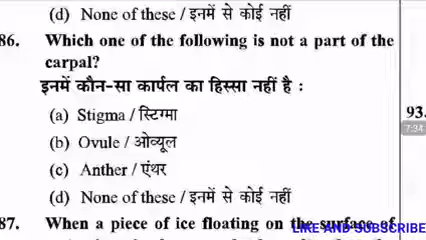 (d) None of these / इनमें से कोई नहीं
86. Which one of the following is not a part of the
carpal?
इनमें कौन-सा कार्पल का हिस्सा नहीं है :
(a) Stigma / स्टिग्मा
(b) Ovule / ओव्यूल
(c) Anther / एंथर
(d) None of these / इनमें से कोई नहीं
87. When a piece of ice floating on the surface of
93.
7:34
LIKE AND SUBSCRIBE